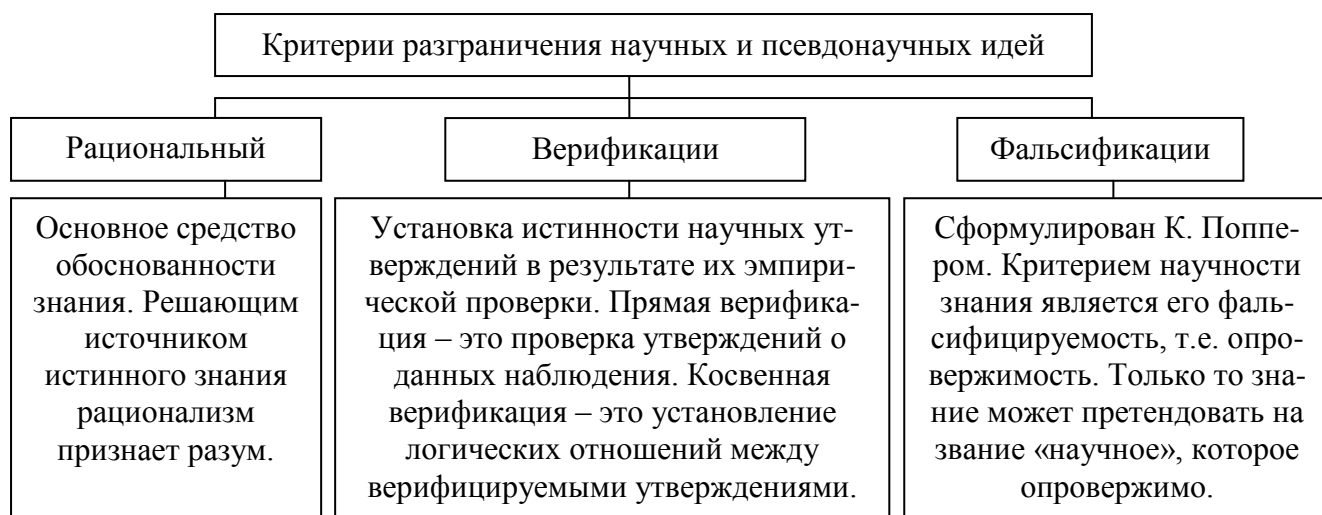 Критерии разграничения научных и псевдонаучных идей
Рациональный
Верификации
Фальсификации
Основное средство
обоснованности
знания. Решающим
источником
истинного знания
рационализм
признает разум.
Установка истинности научных ут-
верждений в результате их эмпири-
ческой проверки. Прямая верифика-
ция – это проверка утверждений о
данных наблюдения. Косвенная
верификация – это установление
логических отношений между
верифицируемыми утверждениями.
Сформулирован К. Поппе-
ром. Критерием научности
знания является его фаль-
сифицируемость, т.е. опро-
вержимость. Только то зна-
ние может претендовать на
звание «научное», которое
опровержимо.